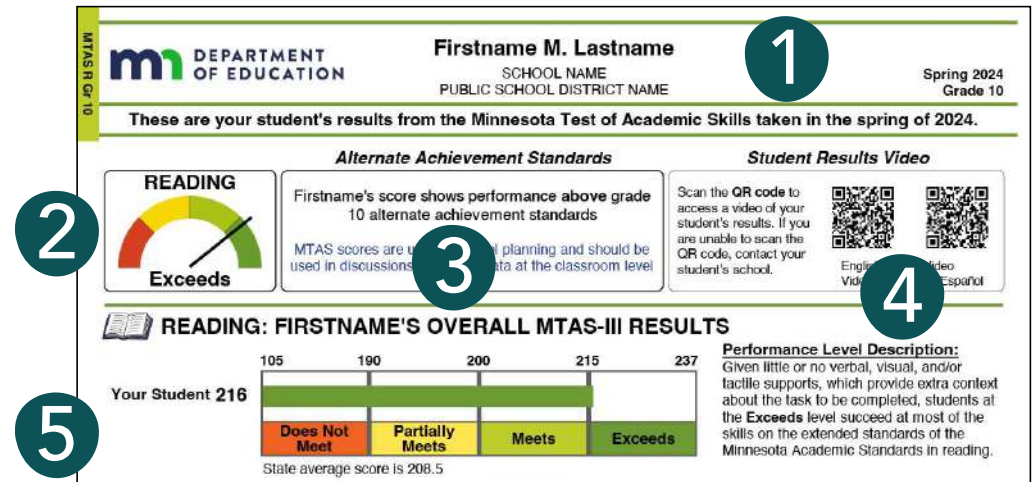 MTAS R Gr 10
DEPARTMENT
OF EDUCATION
Firstname M. Lastname
SCHOOL NAME
PUBLIC SCHOOL DISTRICT NAME
1
Spring 2024
Grade 10
These are your student's results from the Minnesota Test of Academic Skills taken in the spring of 2024.
2
READING
Exceeds
Alternate Achievement Standards
Firstname's score shows performance above grade
10 alternate achievement standards
MTAS scores are planning and should be
used in discussions at the classroom level
3
Student Results Video
Scan the QR code to
access a video of your
student's results. If you
are unable to scan the
QR code, contact your
student's school.
Español
4
READING: FIRSTNAME'S OVERALL MTAS-III RESULTS
105 190 200 215 237
Your Student 216
5
Does Not
Meet
Partially
Meets
Meets
Exceeds
State average score is 208.5
Performance Level Description:
Given little or no verbal, visual, and/or
tactile supports, which provide extra context
about the task to be completed, students at
the Exceeds level succeed at most of the
skills on the extended standards of the
Minnesota Academic Standards in reading.